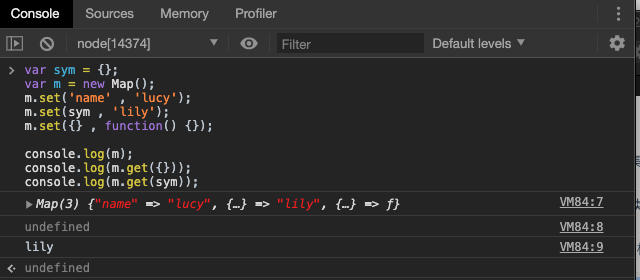 Console Sources Memory Profiler
node[14374] Filter Default levels
var sym = {};
var m = new Map();
m.set('name' , 'lucy');
m.set(sym , 'lily');
m.set({} , function() {});
console.log(m);
console.log(m.get({}));
console.log(m.get(sym));
Map(3) {"name" => "lucy", {…} => "lily", {…} => ƒ} VM84:7
undefined VM84:8
lily VM84:9
undefined